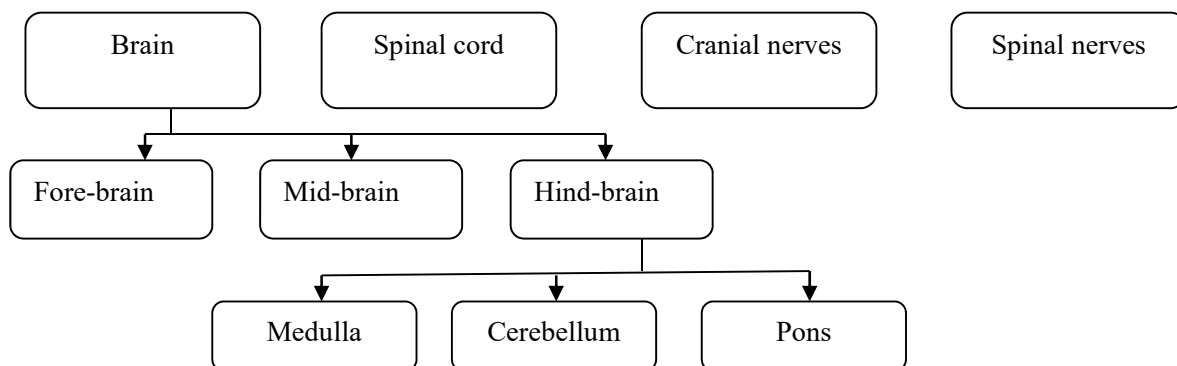 Brain Spinal cord Cranial nerves Spinal nerves
Fore-brain Mid-brain Hind-brain
Medulla Cerebellum Pons